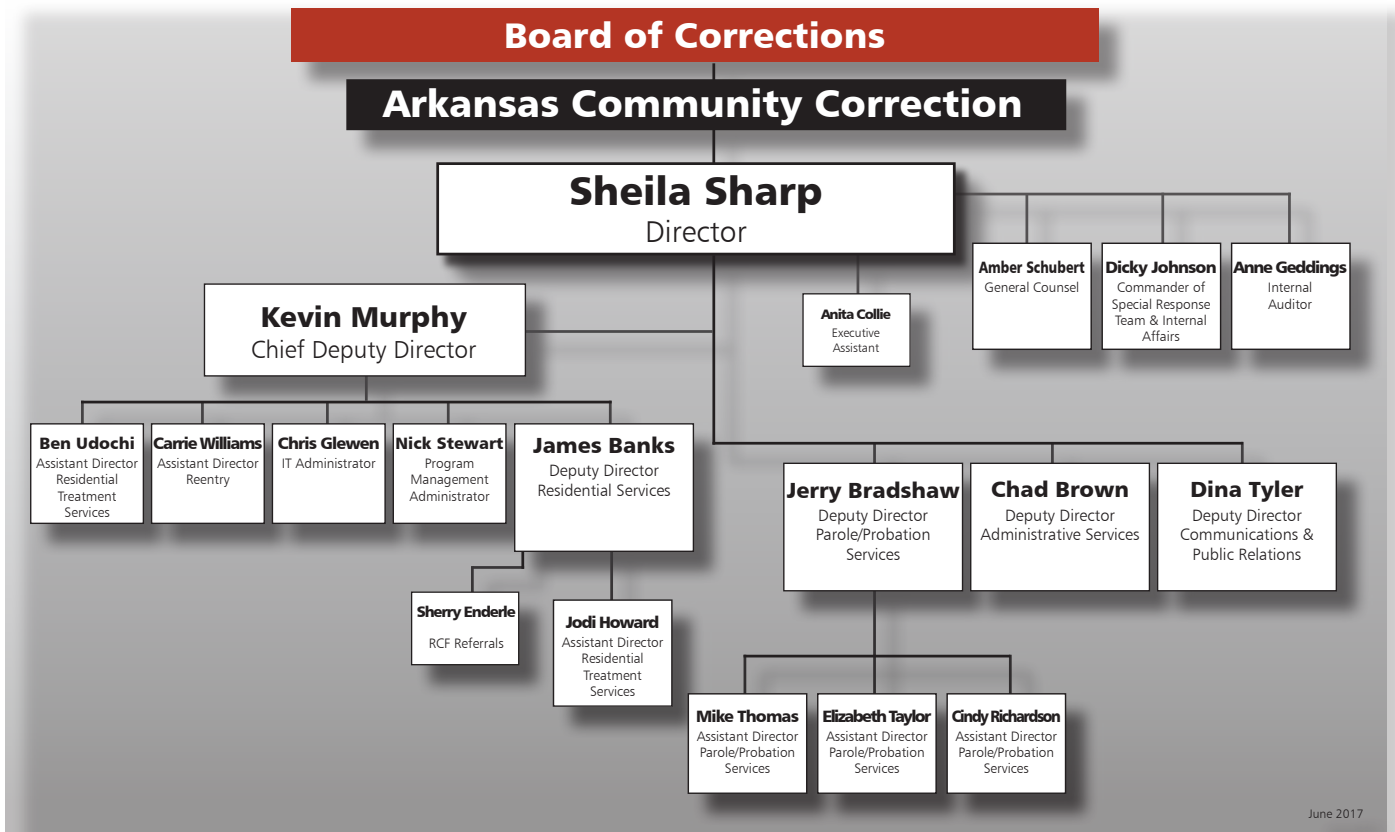 Board of Corrections
Arkansas Community Correction
Sheila Sharp
Director
Amber Schubert
General Counsel
Dicky Johnson
Commander of
Special Response
Team & Internal
Affairs
Anne Geddings
Internal
Auditor
Anita Collie
Executive
Assistant
Kevin Murphy
Chief Deputy Director
Ben Udochi
Assistant Director
Residential
Treatment
Services
Carrie Williams
Assistant Director
Reentry
Chris Glewen
IT Administrator
Nick Stewart
Program
Management
Administrator
James Banks
Deputy Director
Residential Services
Jerry Bradshaw
Deputy Director
Parole/Probation
Services
Chad Brown
Deputy Director
Administrative Services
Dina Tyler
Deputy Director
Communications &
Public Relations
Sherry Enderle
RCF Referrals
Jodi Howard
Assistant Director
Residential
Treatment
Services
Mike Thomas
Assistant Director
Parole/Probation
Services
Elizabeth Taylor
Assistant Director
Parole/Probation
Services
Cindy Richardson
Assistant Director
Parole/Probation
Services
June 2017